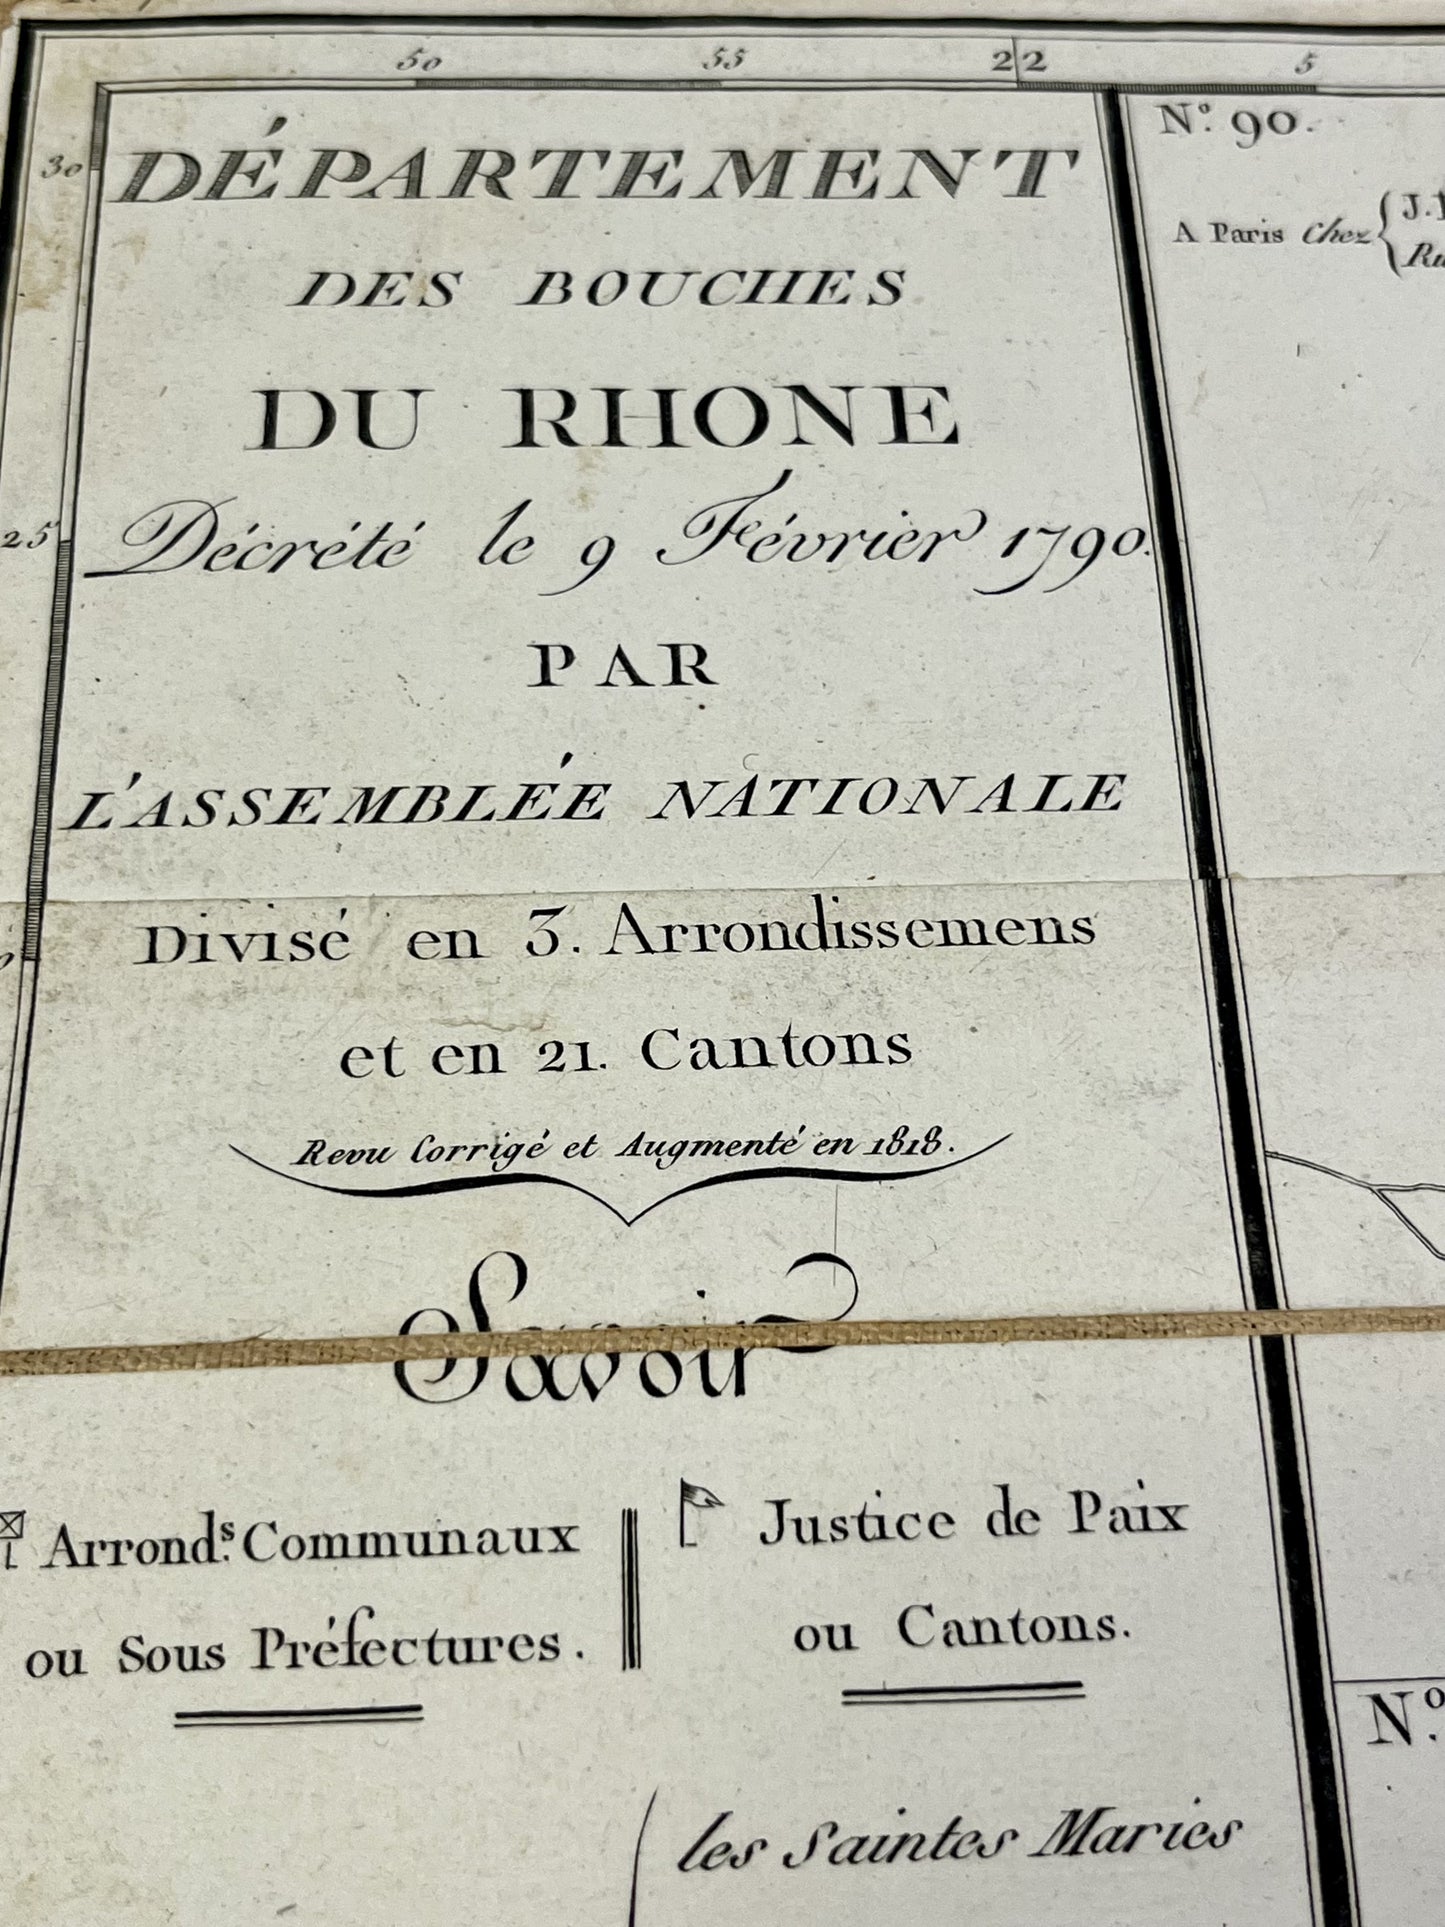 50 55 22 5
N.º 90.
30
DÉPARTEMENT
A Paris Chez
DES BOUCHES
DU RHONE
25
Décrété le 9 Février 1790.
PAR
L'ASSEMBLÉE NATIONALE
Divisé en 3. Arrondissemens
et en 21. Cantons
Revu Corrigé et Augmenté en 1818.
Savoir
Arrond.s Communaux
ou Sous Préfectures.
Justice de Paix
ou Cantons.
N.º
les Saintes Maries